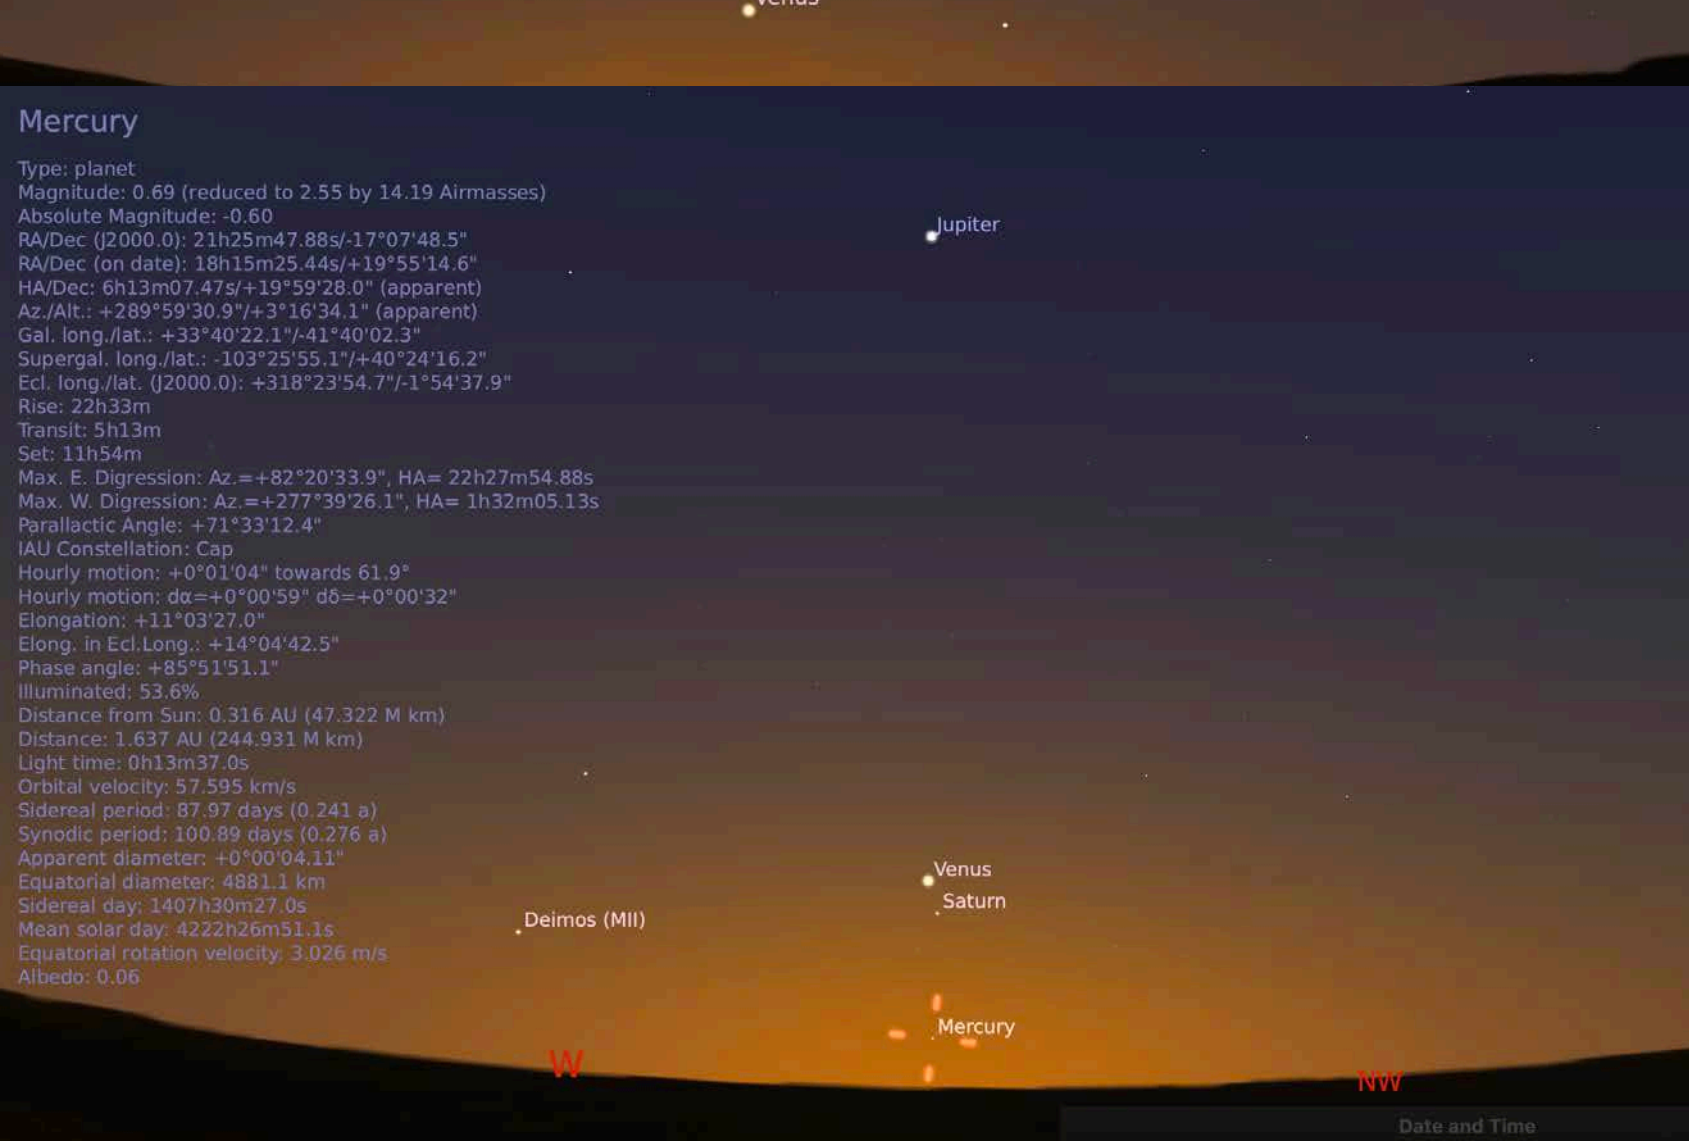 Venus
Mercury
Type: planet
Magnitude: 0.69 (reduced to 2.55 by 14.19 Airmasses)
Absolute Magnitude: -0.60
RA/Dec (J2000.0): 21h25m47.88s/-17°07'48.5"
RA/Dec (on date): 18h15m25.44s/+19°55'14.6"
HA/Dec: 6h13m07.47s/+19°59'28.0" (apparent)
Az./Alt.: +289°59'30.9"/+3°16'34.1" (apparent)
Gal. long./lat.: +33°40'22.1"/-41°40'02.3"
Supergal. long./lat.: -103°25'55.1"/+40°24'16.2"
Ecl. long./lat. (J2000.0): +318°23'54.7"/-1°54'37.9"
Rise: 22h33m
Transit: 5h13m
Set: 11h54m
Max. E. Digression: Az.=+82°20'33.9", HA= 22h27m54.88s
Max. W. Digression: Az.=+277°39'26.1", HA= 1h32m05.13s
Parallactic Angle: +71°33'12.4"
IAU Constellation: Cap
Hourly motion: +0°01'04" towards 61.9°
Hourly motion: dα=+0°00'59" dδ=+0°00'32"
Elongation: +11°03'27.0"
Elong. in Ecl.Long.: +14°04'42.5"
Phase angle: +85°51'51.1"
Illuminated: 53.6%
Distance from Sun: 0.316 AU (47.322 M km)
Distance: 1.637 AU (244.931 M km)
Light time: 0h13m37.0s
Orbital velocity: 57.595 km/s
Sidereal period: 87.97 days (0.241 a)
Synodic period: 100.89 days (0.276 a)
Apparent diameter: +0°00'04.11"
Equatorial diameter: 4881.1 km
Sidereal day: 1407h30m27.0s
Mean solar day: 4222h26m51.1s
Equatorial rotation velocity: 3.026 m/s
Albedo: 0.06
Jupiter
Venus
Saturn
Deimos (MII)
Mercury
W
NW
Date and Time